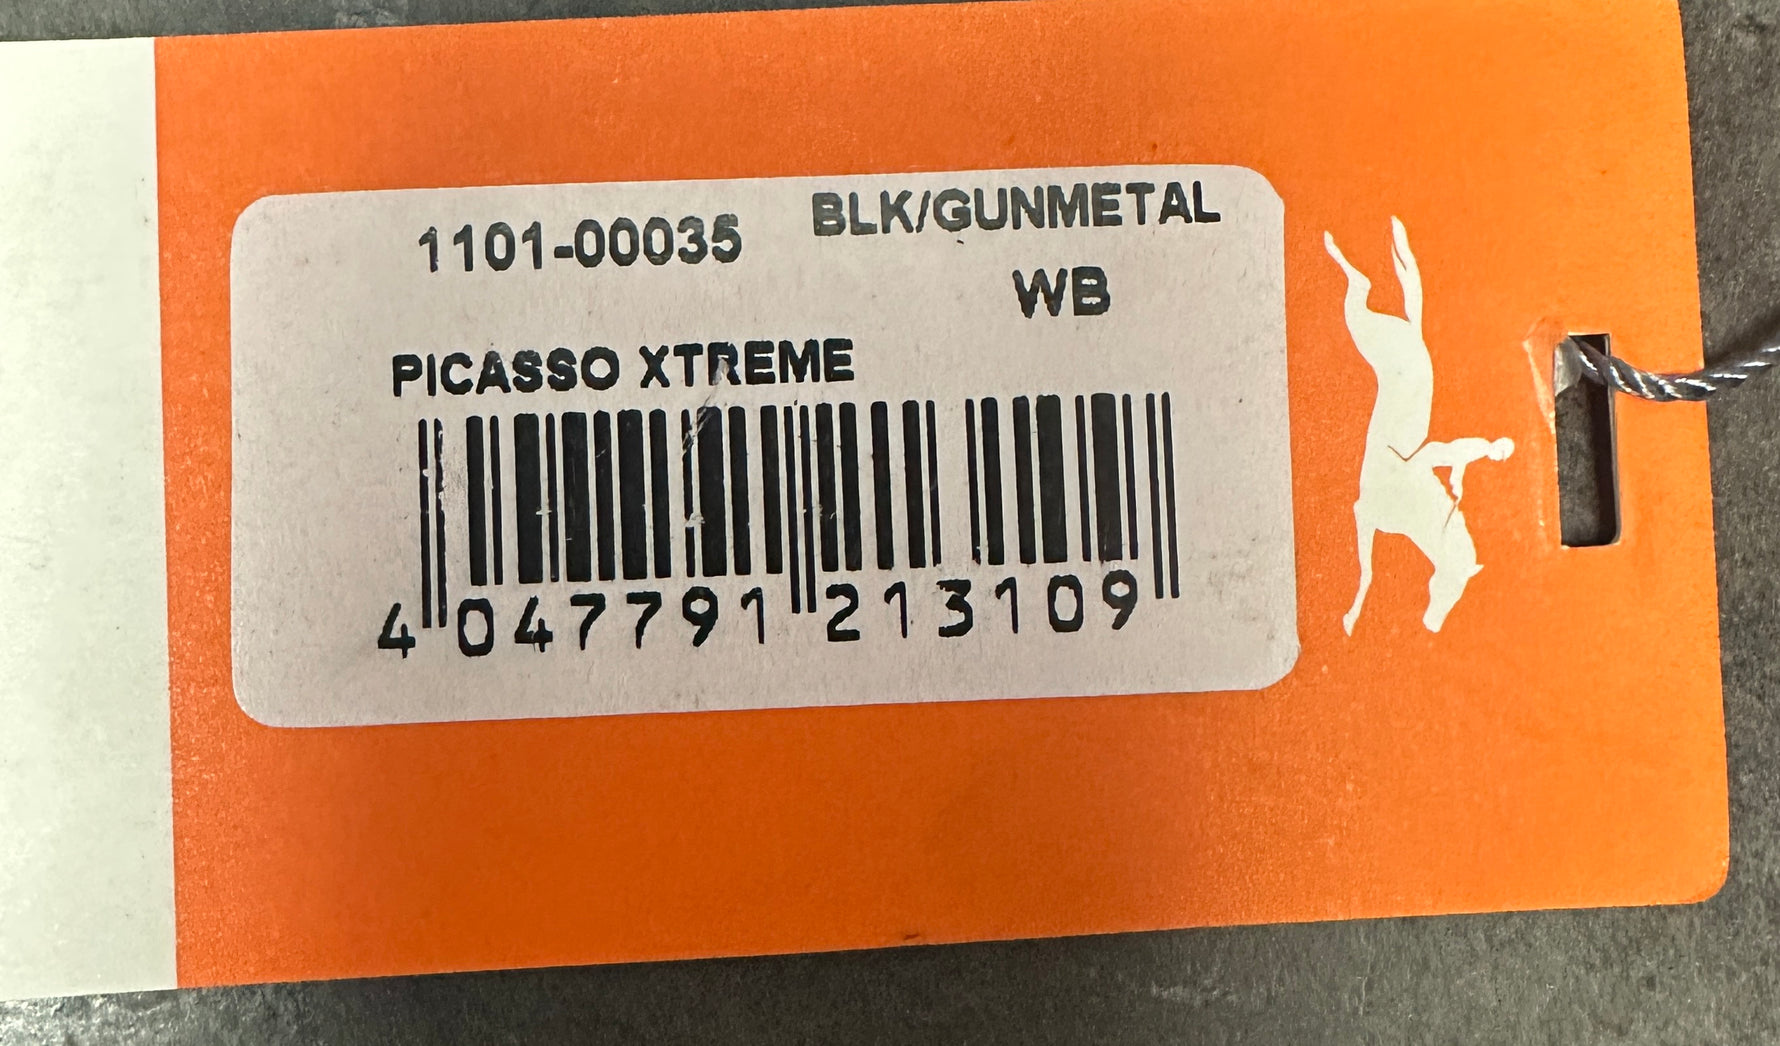 1101-00035 BLK/GUNMETAL
WB
PICASSO XTREME
4 047791 213109